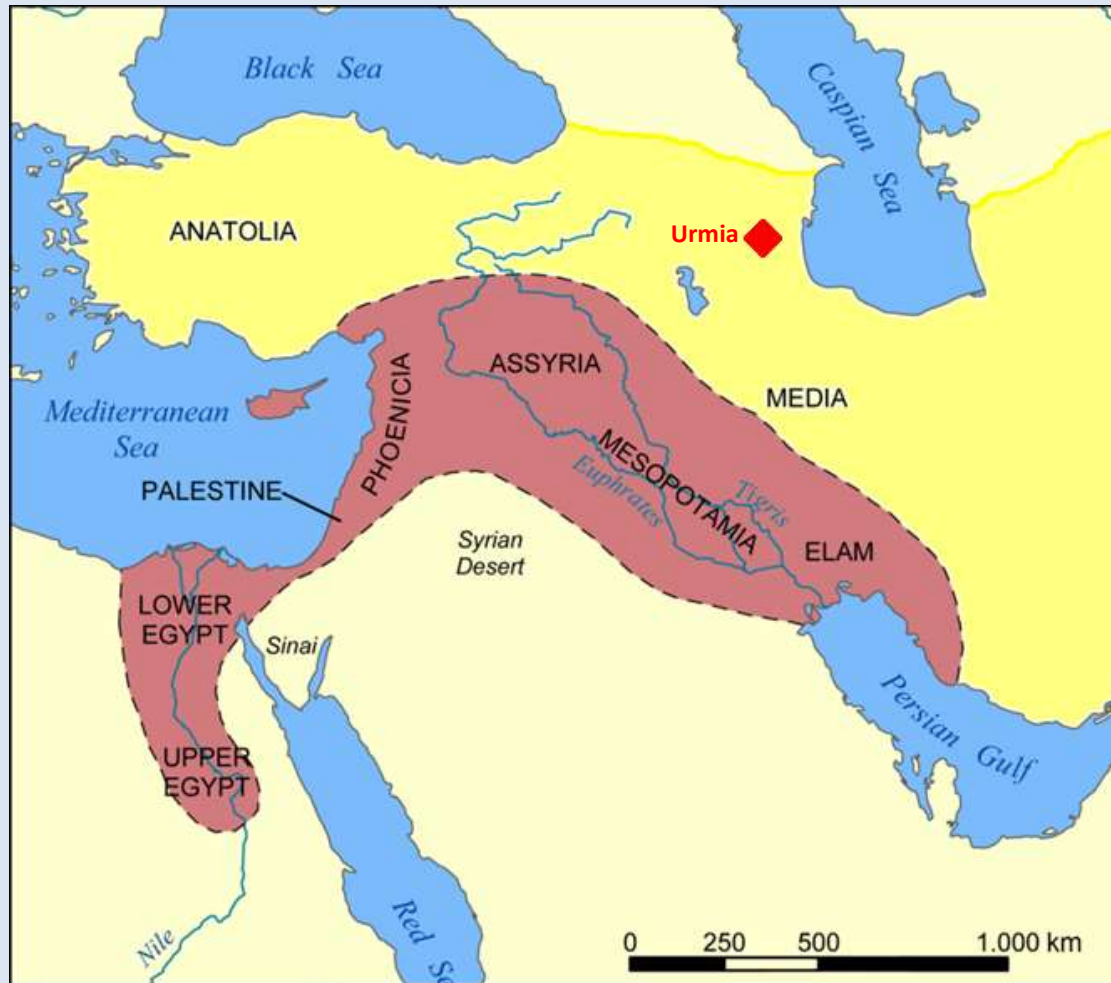 Black Sea
Caspian
Sea
ANATOLIA
Urmia
ASSYRIA
PHOENICIA
MEDIA
Mediterranean
Sea
MESOPOTAMIA
Euphrates
Tigris
PALESTINE
Syrian
Desert
ELAM
LOWER
EGYPT
Sinai
Persian Gulf
UPPER
EGYPT
Nile
Red Se
0 250 500 1.000 km